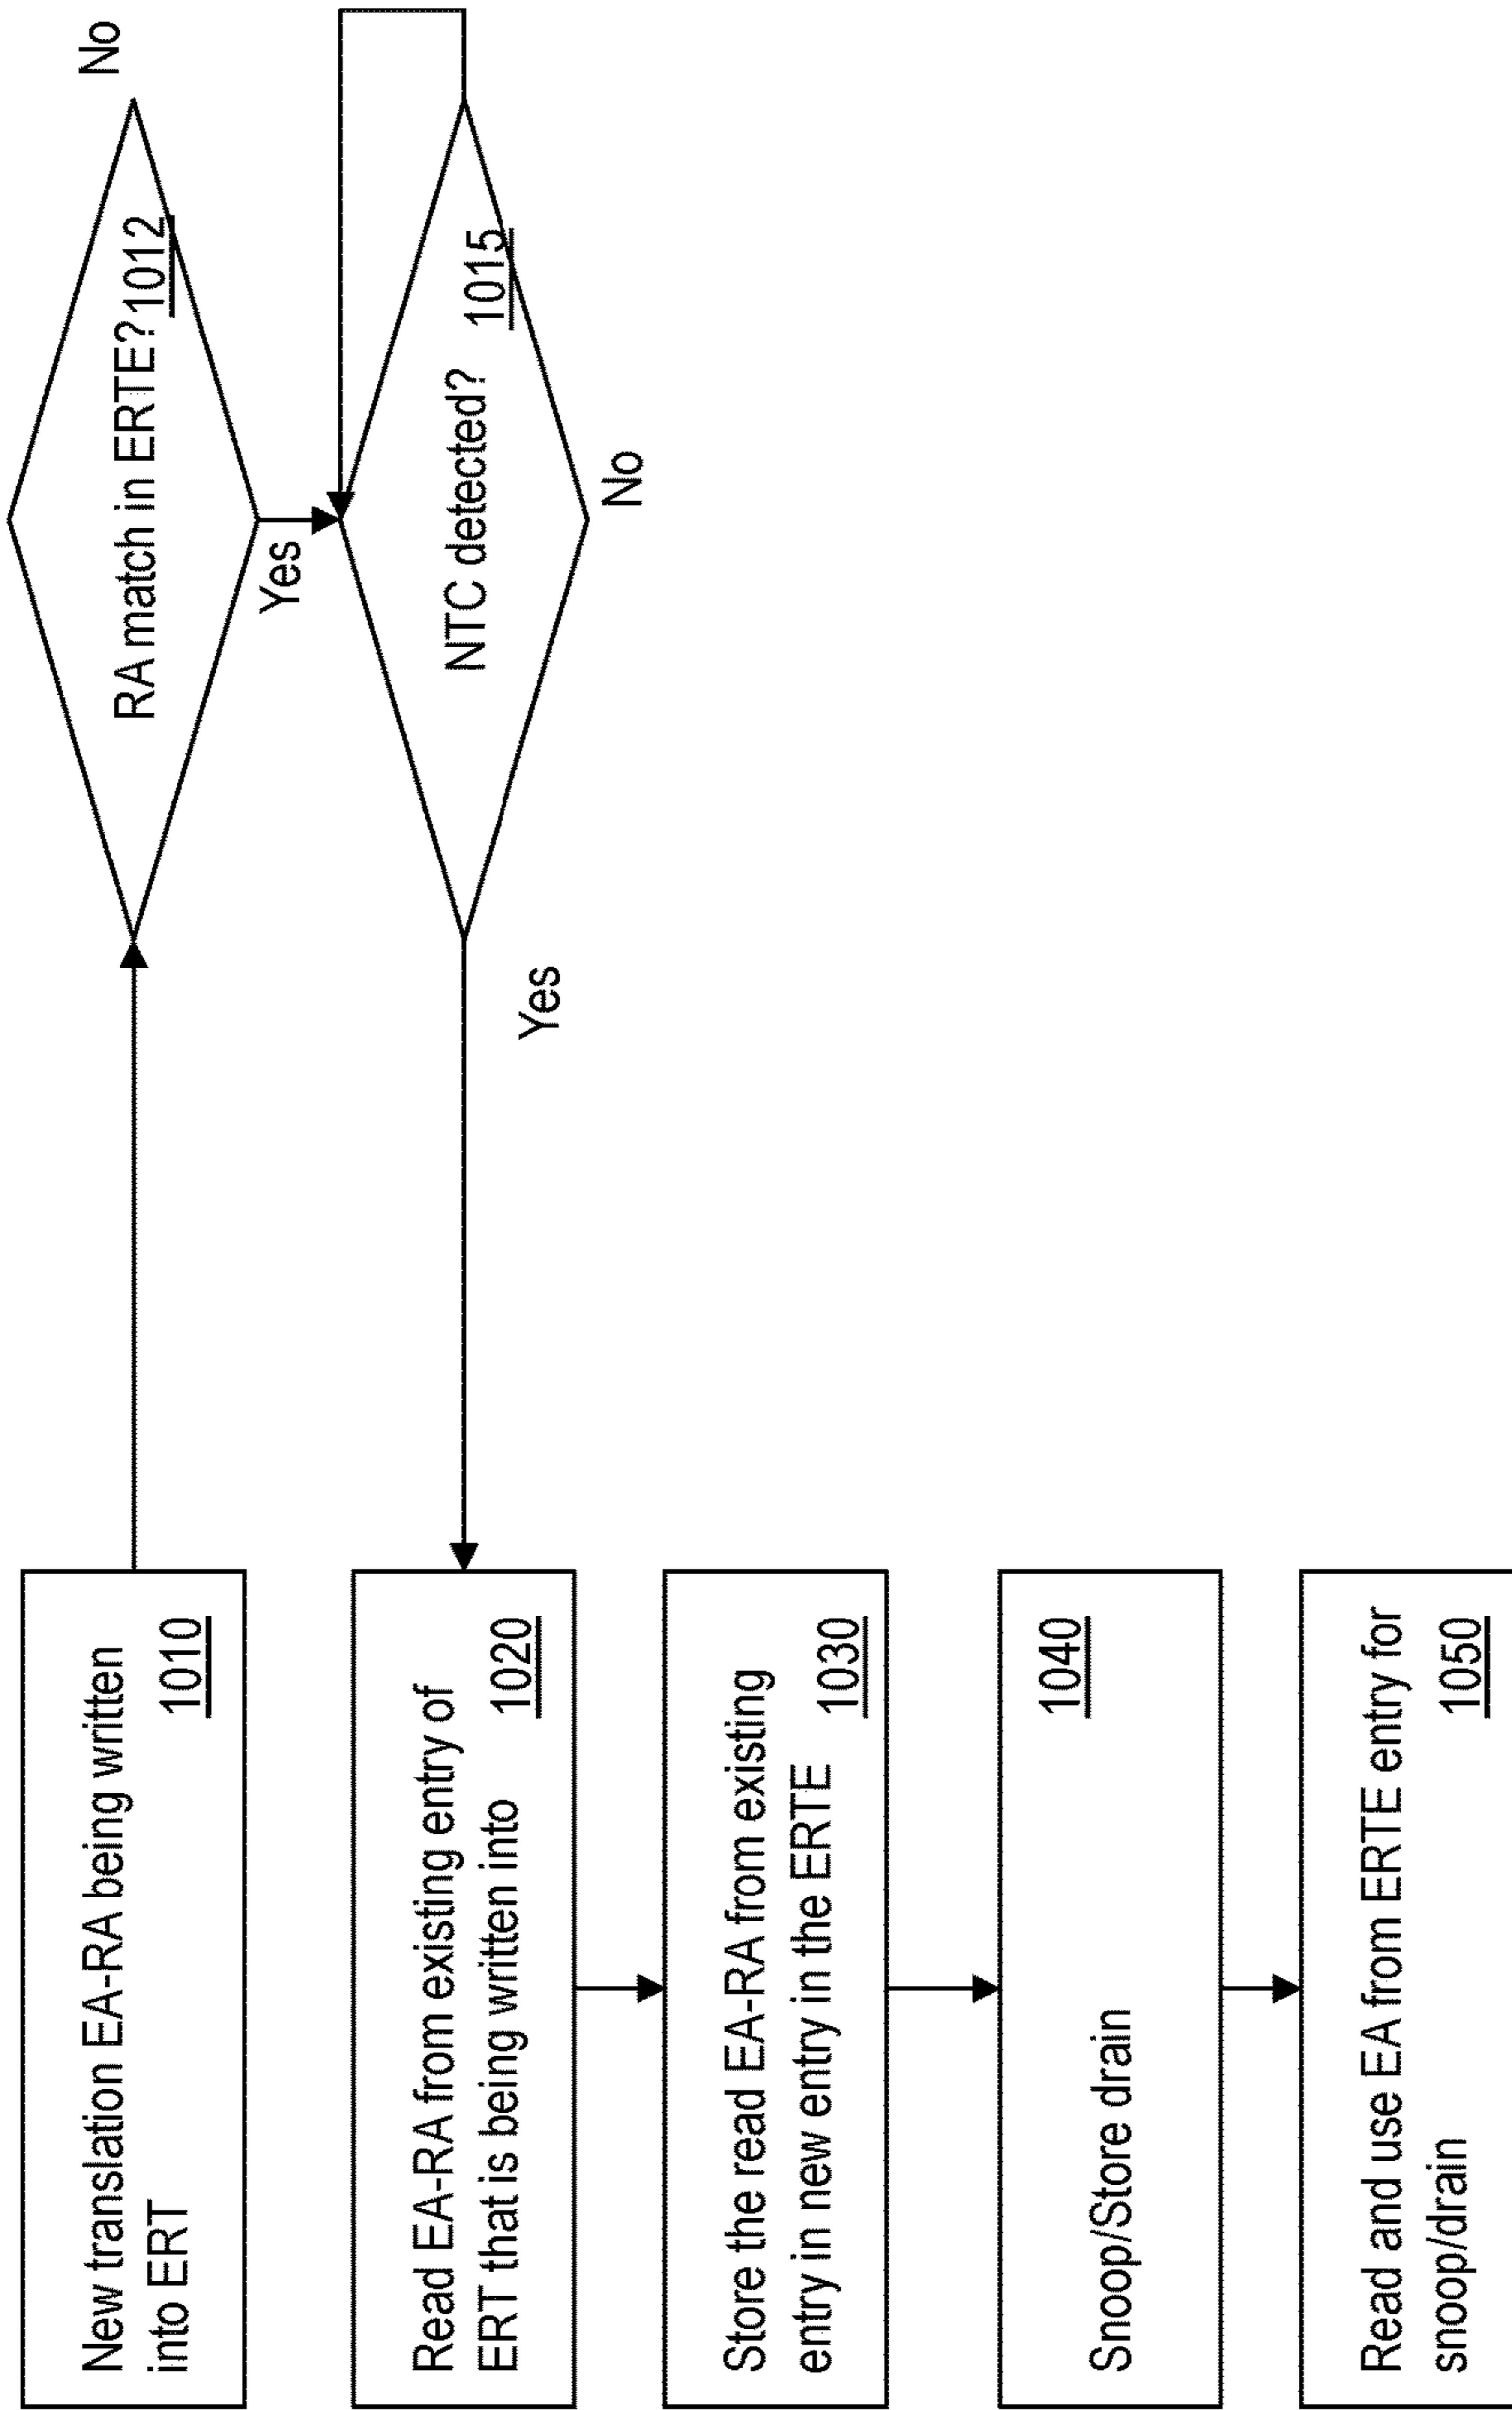 New translation EA-RA being written
into ERT 1010
RA match in ERTE? 1012
No
Yes
NTC detected? 1015
No
Yes
Read EA-RA from existing entry of
ERT that is being written into 1020
Store the read EA-RA from existing
entry in new entry in the ERTE 1030
Snoop/Store drain 1040
Read and use EA from ERTE entry for
snoop/drain 1050